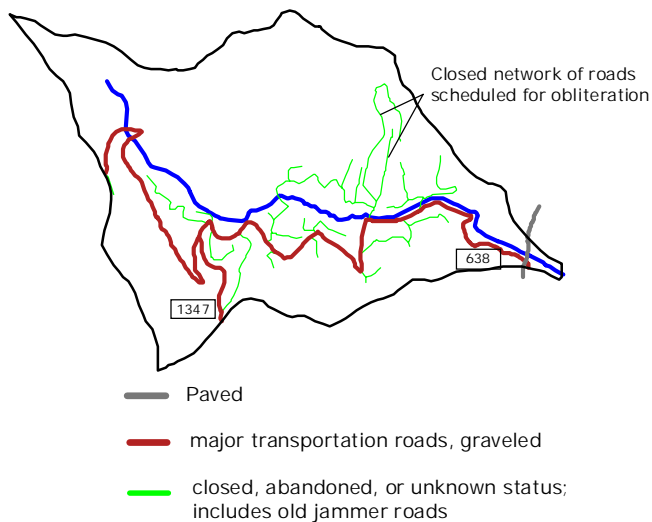 Closed network of roads
scheduled for obliteration
638
1347
Paved
major transportation roads, graveled
closed, abandoned, or unknown status;
includes old jammer roads